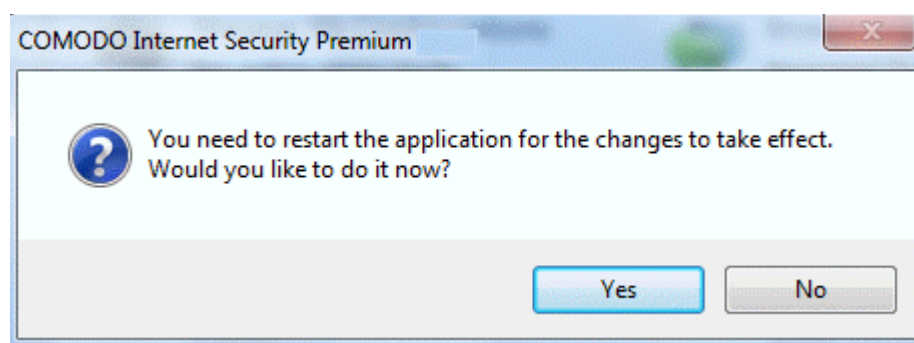 COMODO Internet Security Premium
You need to restart the application for the changes to take effect.
Would you like to do it now?
Yes
No